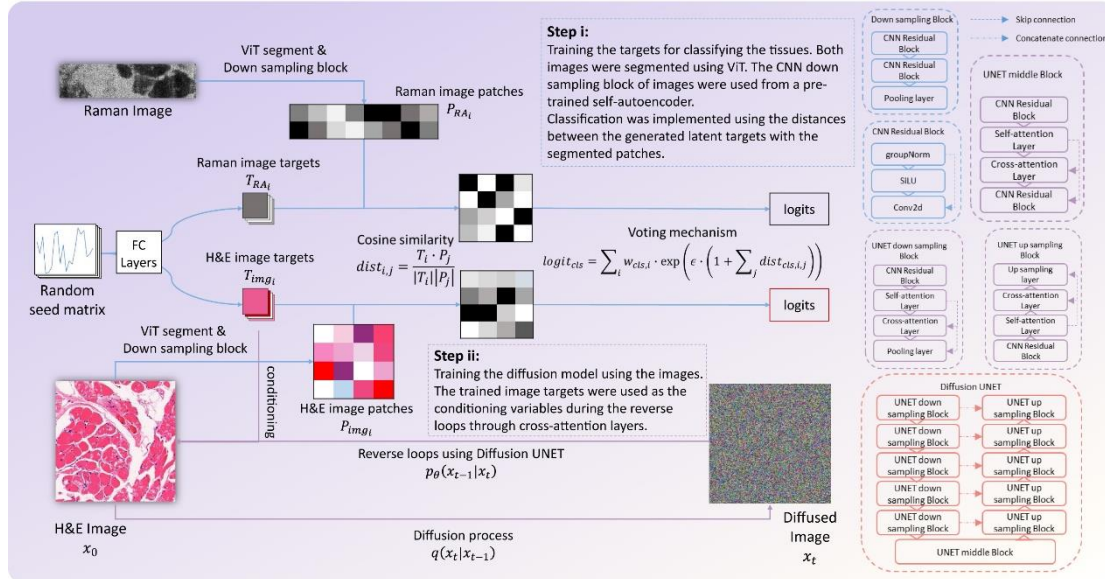 ViT segment &
Down sampling block
Raman Image
Raman image patches
P_{RA_i}
Step i:
Training the targets for classifying the tissues. Both
images were segmented using ViT. The CNN down
sampling block of images were used from a pre-
trained self-autoencoder.
Classification was implemented using the distances
between the generated latent targets with the
segmented patches.
Raman image targets
T_{RA_i}
FC
Layers
Random
seed matrix
H&E image targets
T_{img_i}
Cosine similarity
dist_{i,j} = \frac{T_i · P_j}{|T_i||P_j|}
logits
Voting mechanism
logit_{cls} = \sum_i w_{cls,i} · exp(ϵ · (1 + \sum_j dist_{cls,i,j}))
logits
ViT segment &
Down sampling block
conditioning
H&E image patches
P_{img_i}
Step ii:
Training the diffusion model using the images.
The trained image targets were used as the
conditioning variables during the reverse
loops through cross-attention layers.
Reverse loops using Diffusion UNET
p_θ(x_{t−1}|x_t)
H&E Image
x_0
Diffusion process
q(x_t|x_{t−1})
Diffused
Image
x_t
Down sampling Block
CNN Residual
Block
CNN Residual
Block
Pooling layer
Skip connection
Concatenate connection
CNN Residual Block
groupNorm
SiLU
Conv2d
UNET middle Block
CNN Residual
Block
Self-attention
Layer
Cross-attention
Layer
CNN Residual
Block
UNET down sampling
Block
CNN Residual
Block
Self-attention
Layer
Cross-attention
Layer
Pooling layer
UNET up sampling
Block
Up sampling
layer
Cross-attention
Layer
Self-attention
Layer
CNN Residual
Block
Diffusion UNET
UNET down
sampling Block
UNET up
sampling Block
UNET down
sampling Block
UNET up
sampling Block
UNET down
sampling Block
UNET up
sampling Block
UNET down
sampling Block
UNET up
sampling Block
UNET down
sampling Block
UNET up
sampling Block
UNET middle Block